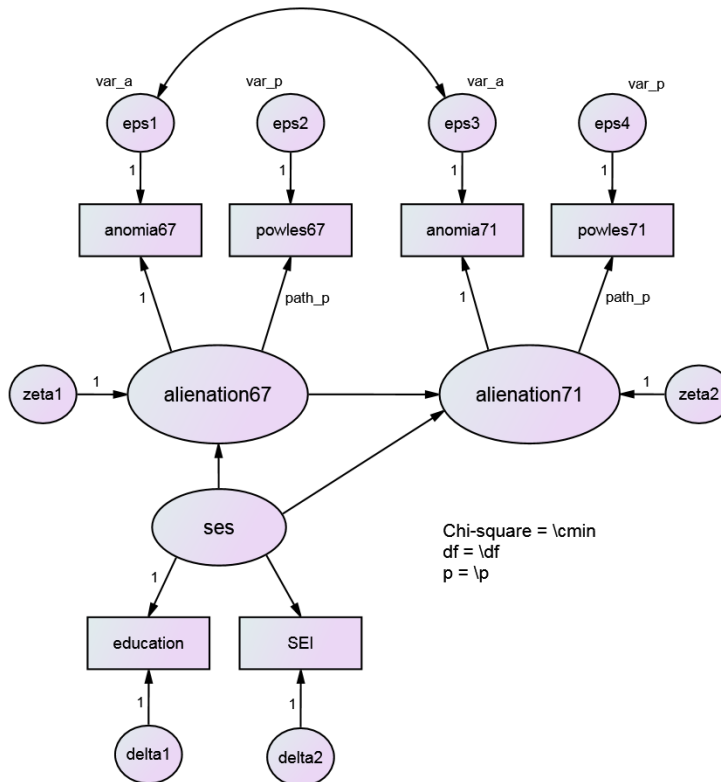 var_a
var_p
var_a
var_p
eps1
eps2
eps3
eps4
1
1
1
1
anomia67
powles67
anomia71
powles71
1
path_p
1
path_p
zeta1
1
alienation67
alienation71
1
zeta2
ses
Chi-square = \cmin
df = \df
p = \p
1
education
SEI
1
1
delta1
delta2